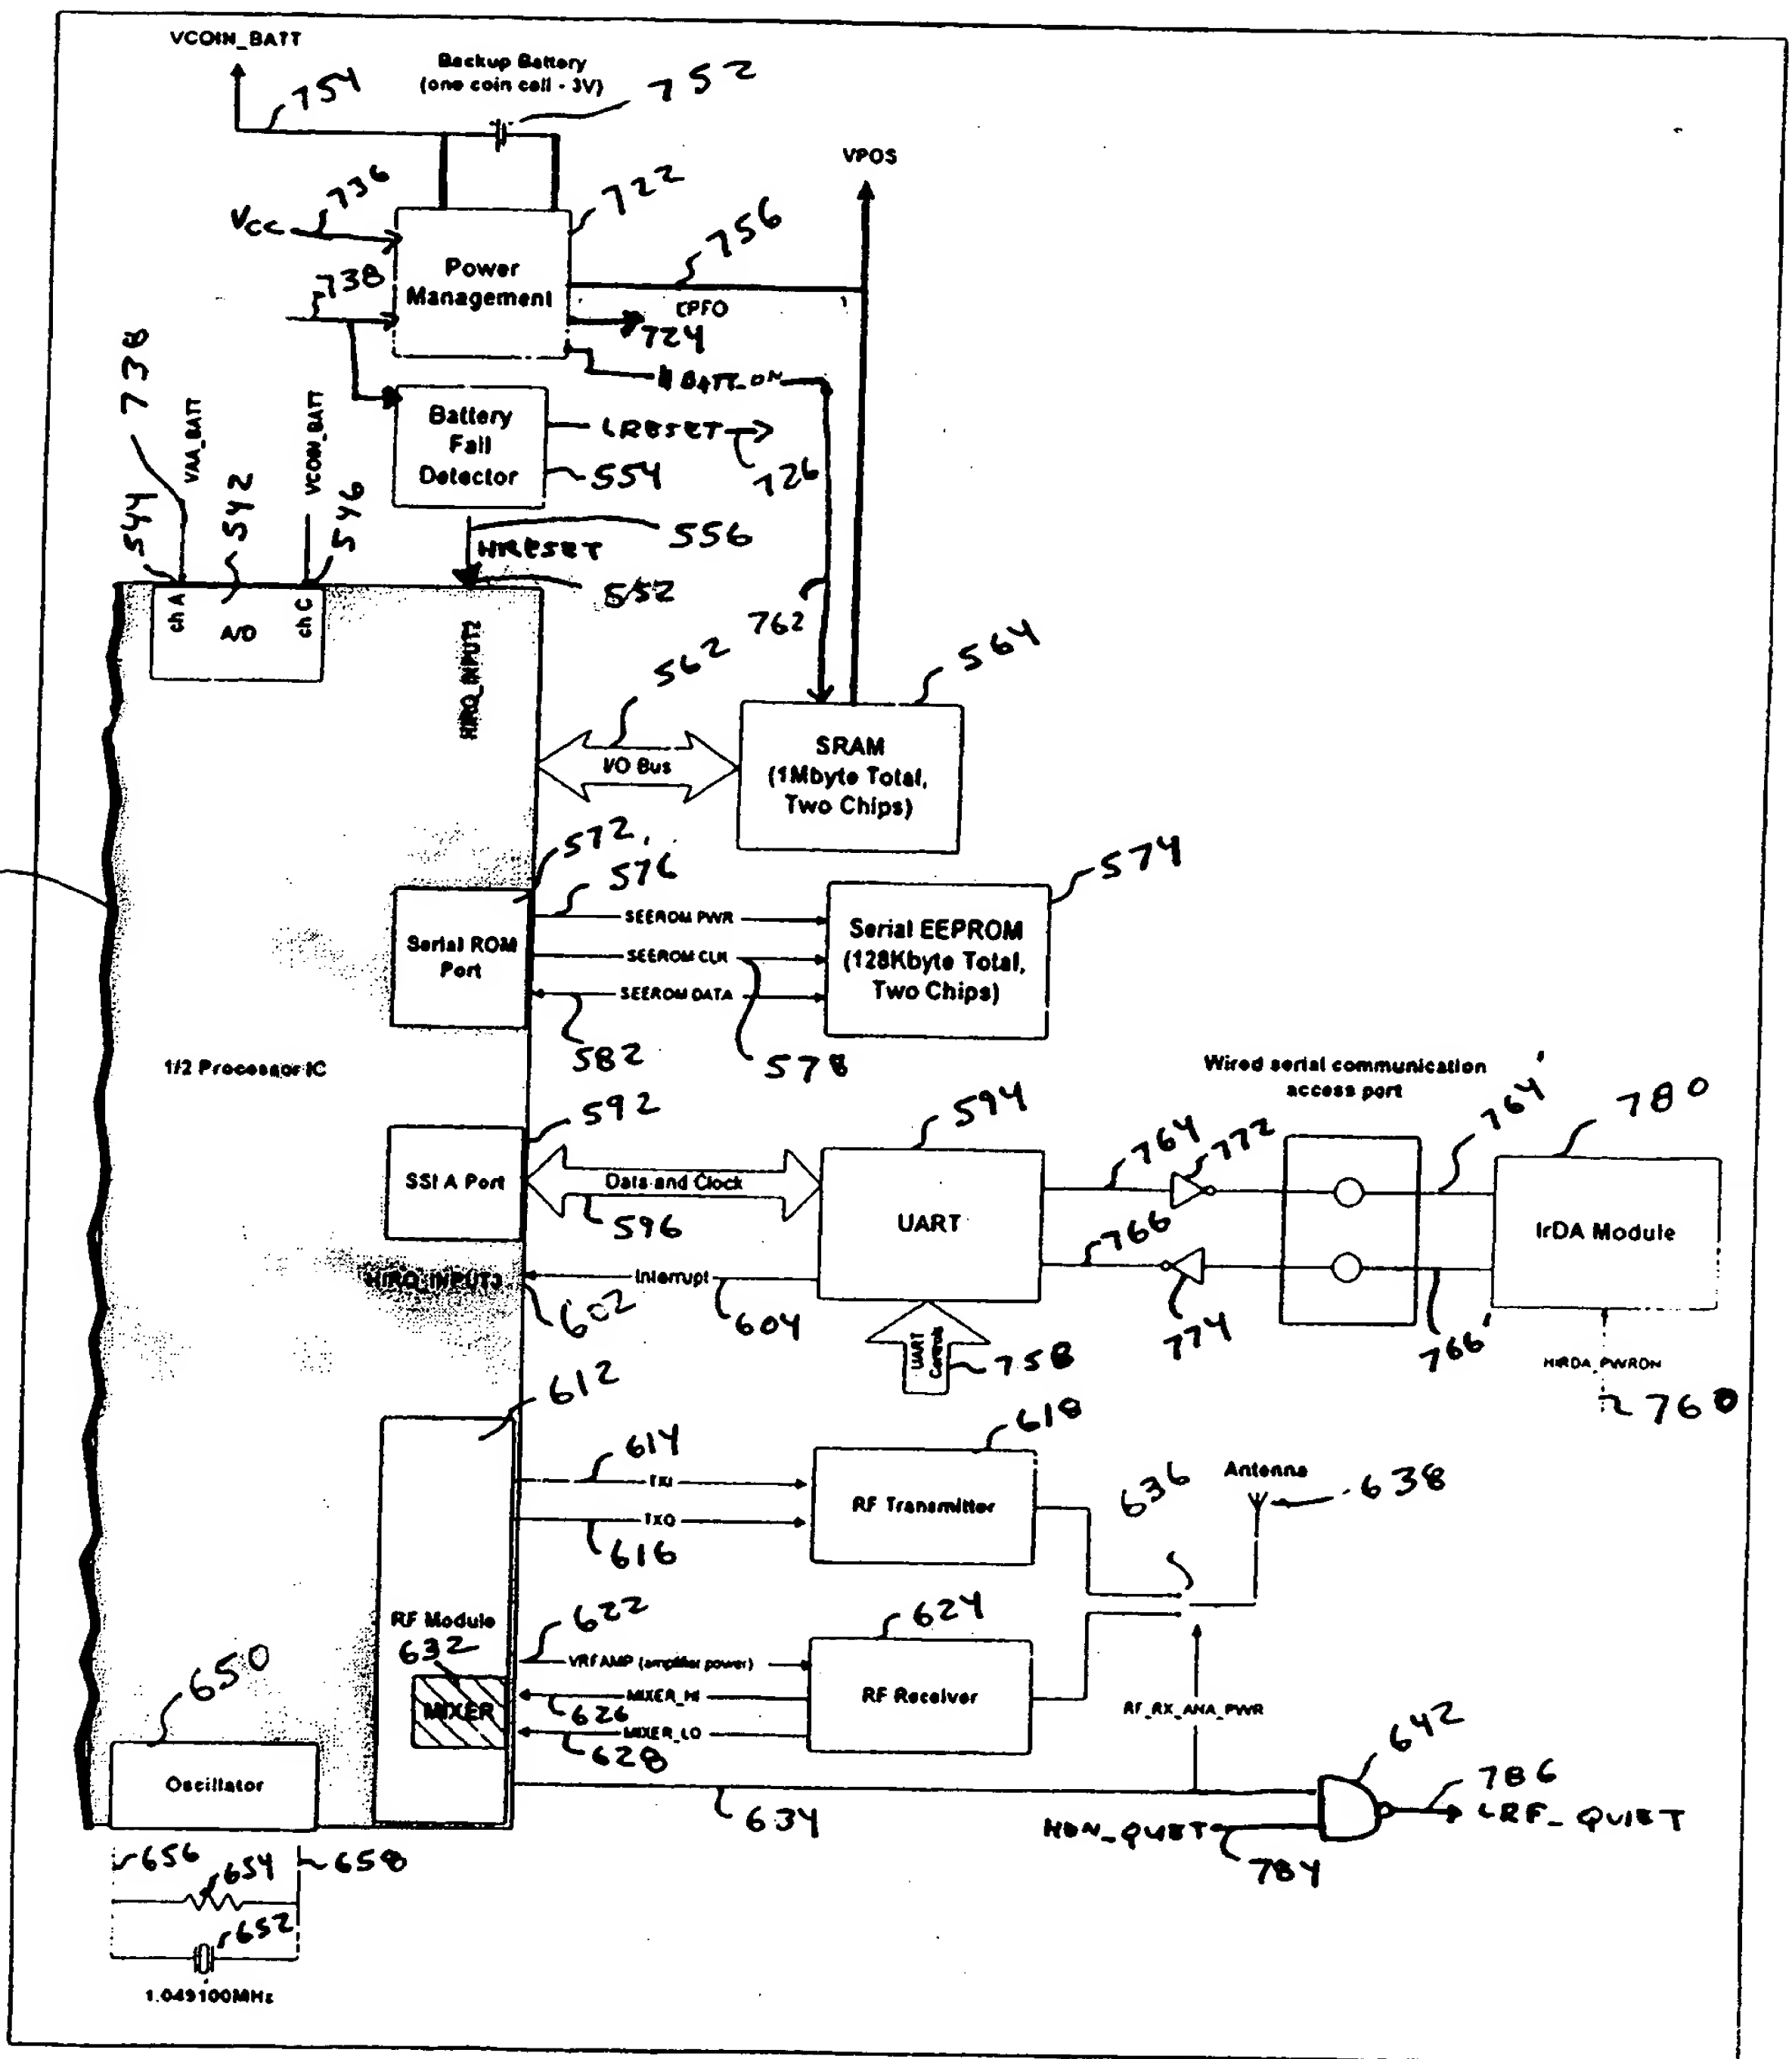 VCOIN_BATT
Backup Battery
(one coin cell - 3V)
752
754
VPOS
736
VCC
722
756
738
Power
Management
LPFO
724
HBATT_ON
738
VAA_BATT
VCOIN_BATT
544
542
546
Battery
Fail
Detector
LRESET
726
554
556
HRESET
552
762
ch A
A/D
ch C
HIRQ_INPUT2
562
564
I/O Bus
SRAM
(1Mbyte Total,
Two Chips)
572
576
574
Serial ROM
Port
SEEROM PWR
SEEROM CLK
SEEROM DATA
Serial EEPROM
(128Kbyte Total,
Two Chips)
582
578
1/2 Processor IC
Wired serial communication
access port
592
594
764
772
764'
780
SSI A Port
Data and Clock
596
UART
766
IrDA Module
HIRQ_INPUT3
Interrupt
602
604
774
766'
UART
Controls
758
HIRDA_PWRON
760
612
614
618
TXI
TXQ
616
RF Transmitter
636
Antenna
638
RF Module
622
624
632
VRFAMP (amplifier power)
MIXER
MIXER_HI
626
MIXER_LO
628
RF Receiver
RF_RX_ANA_PWR
650
Oscillator
642
786
LRF_QUIET
634
HDN_QUIET
784
656
654
658
652
1.049100MHz